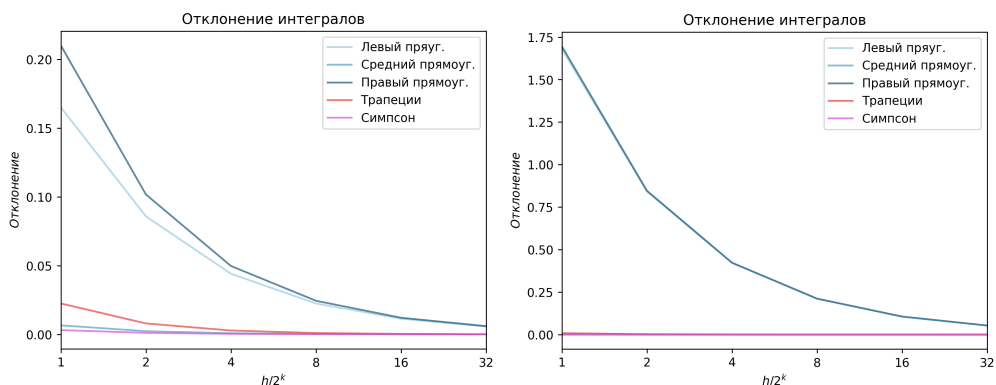 Отклонение интегралов
Отклонение
0.20
0.15
0.10
0.05
0.00
Левый пряуг.
Средний прямоуг.
Правый прямоуг.
Трапеции
Симпсон
1 2 4 8 16 32
h/2^k
Отклонение интегралов
Отклонение
1.75
1.50
1.25
1.00
0.75
0.50
0.25
0.00
Левый пряуг.
Средний прямоуг.
Правый прямоуг.
Трапеции
Симпсон
1 2 4 8 16 32
h/2^k